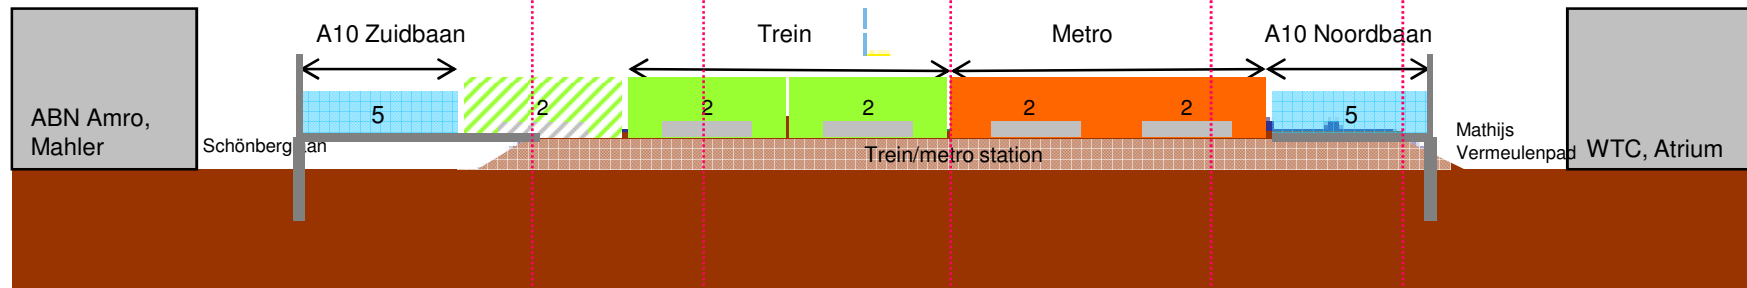 A10 Zuidbaan
Trein
Metro
A10 Noordbaan
5
2
2
2
2
2
5
ABN Amro,
Mahler
Schönberglaan
Trein/metro station
Mathijs
Vermeulenpad
WTC, Atrium